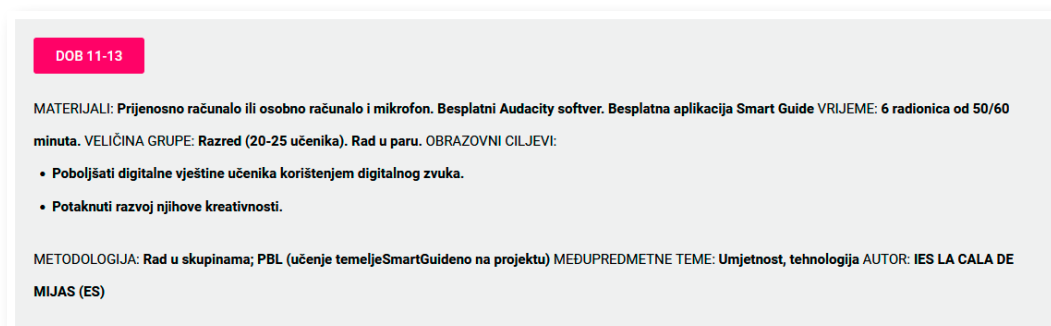 DOB 11-13
MATERIJALI: Prijenosno računalo ili osobno računalo i mikrofon. Besplatni Audacity softver. Besplatna aplikacija Smart Guide VRIJEME: 6 radionica od 50/60
minuta. VELIČINA GRUPE: Razred (20-25 učenika). Rad u paru. OBRAZOVNI CILJEVI:
• Poboljšati digitalne vještine učenika korištenjem digitalnog zvuka.
• Potaknuti razvoj njihove kreativnosti.
METODOLOGIJA: Rad u skupinama; PBL (učenje temeljeSmartGuideno na projektu) MEĐUPREDMETNE TEME: Umjetnost, tehnologija AUTOR: IES LA CALA DE
MIJAS (ES)